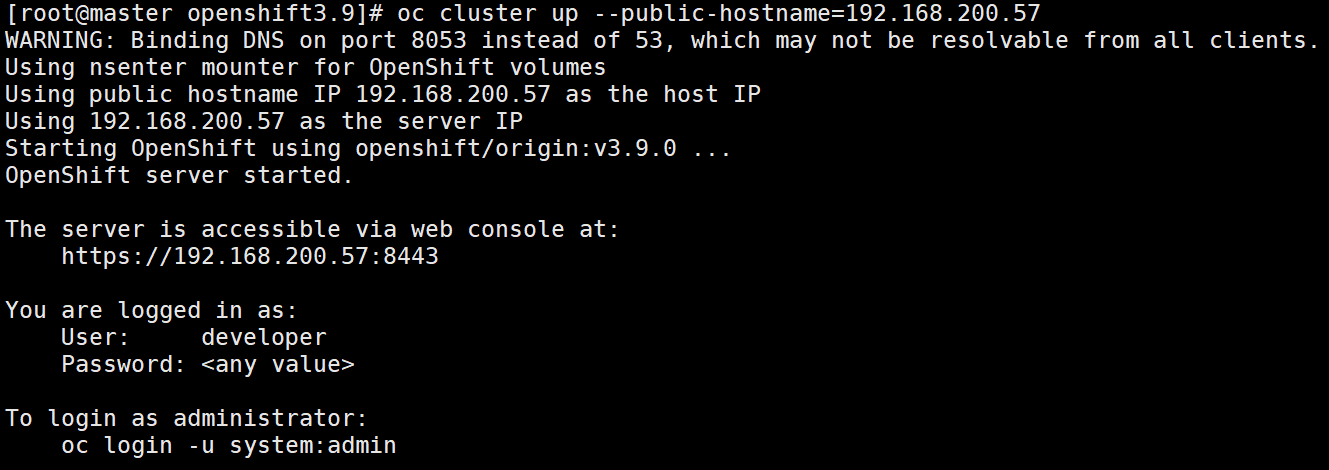 [root@master openshift3.9]# oc cluster up --public-hostname=192.168.200.57
WARNING: Binding DNS on port 8053 instead of 53, which may not be resolvable from all clients.
Using nsenter mounter for OpenShift volumes
Using public hostname IP 192.168.200.57 as the host IP
Using 192.168.200.57 as the server IP
Starting OpenShift using openshift/origin:v3.9.0 ...
OpenShift server started.

The server is accessible via web console at:
    https://192.168.200.57:8443

You are logged in as:
    User:     developer
    Password: <any value>

To login as administrator:
    oc login -u system:admin